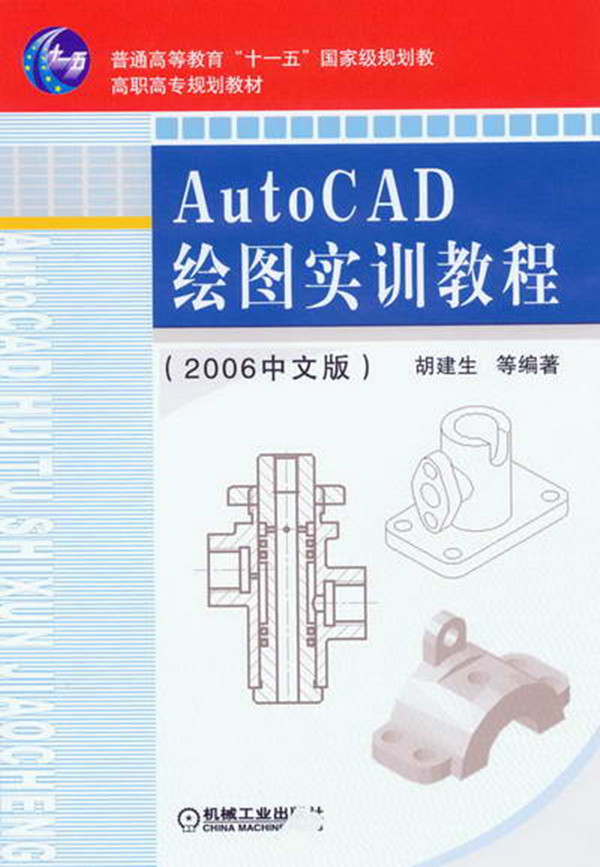 十一五
普通高等教育“十一五”国家级规划教
高职高专规划教材
AutoCAD
绘图实训教程
(2006中文版)
胡建生 等编著
AutoCAD HUITU SHIXUN JIAOCHENG
机械工业出版社
CHINA MACHINE